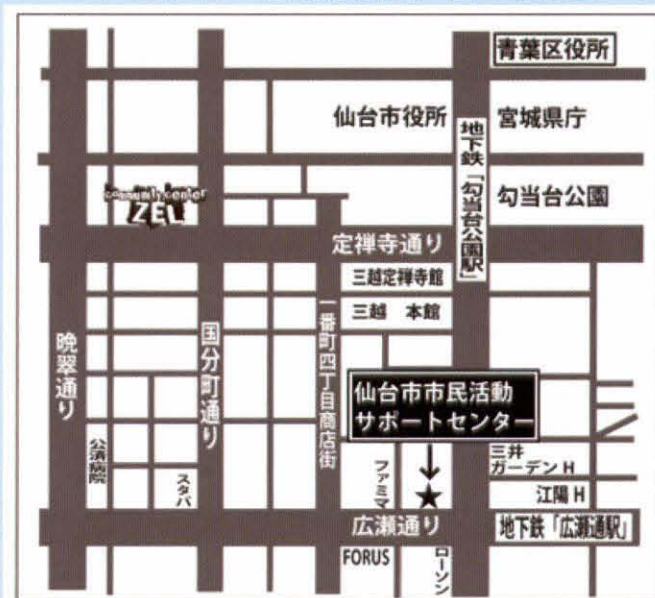 青葉区役所
仙台市役所
宮城県庁
地下鉄「勾当台公園駅」
community center
ZEL
勾当台公園
定禅寺通り
三越定禅寺館
三越　本館
晩翠通り
国分町通り
一番町四丁目商店街
仙台市市民活動
サポートセンター
公済病院
スタバ
ファミマ
三井
ガーデンH
江陽H
広瀬通り
地下鉄「広瀬通駅」
FORUS
ローソン